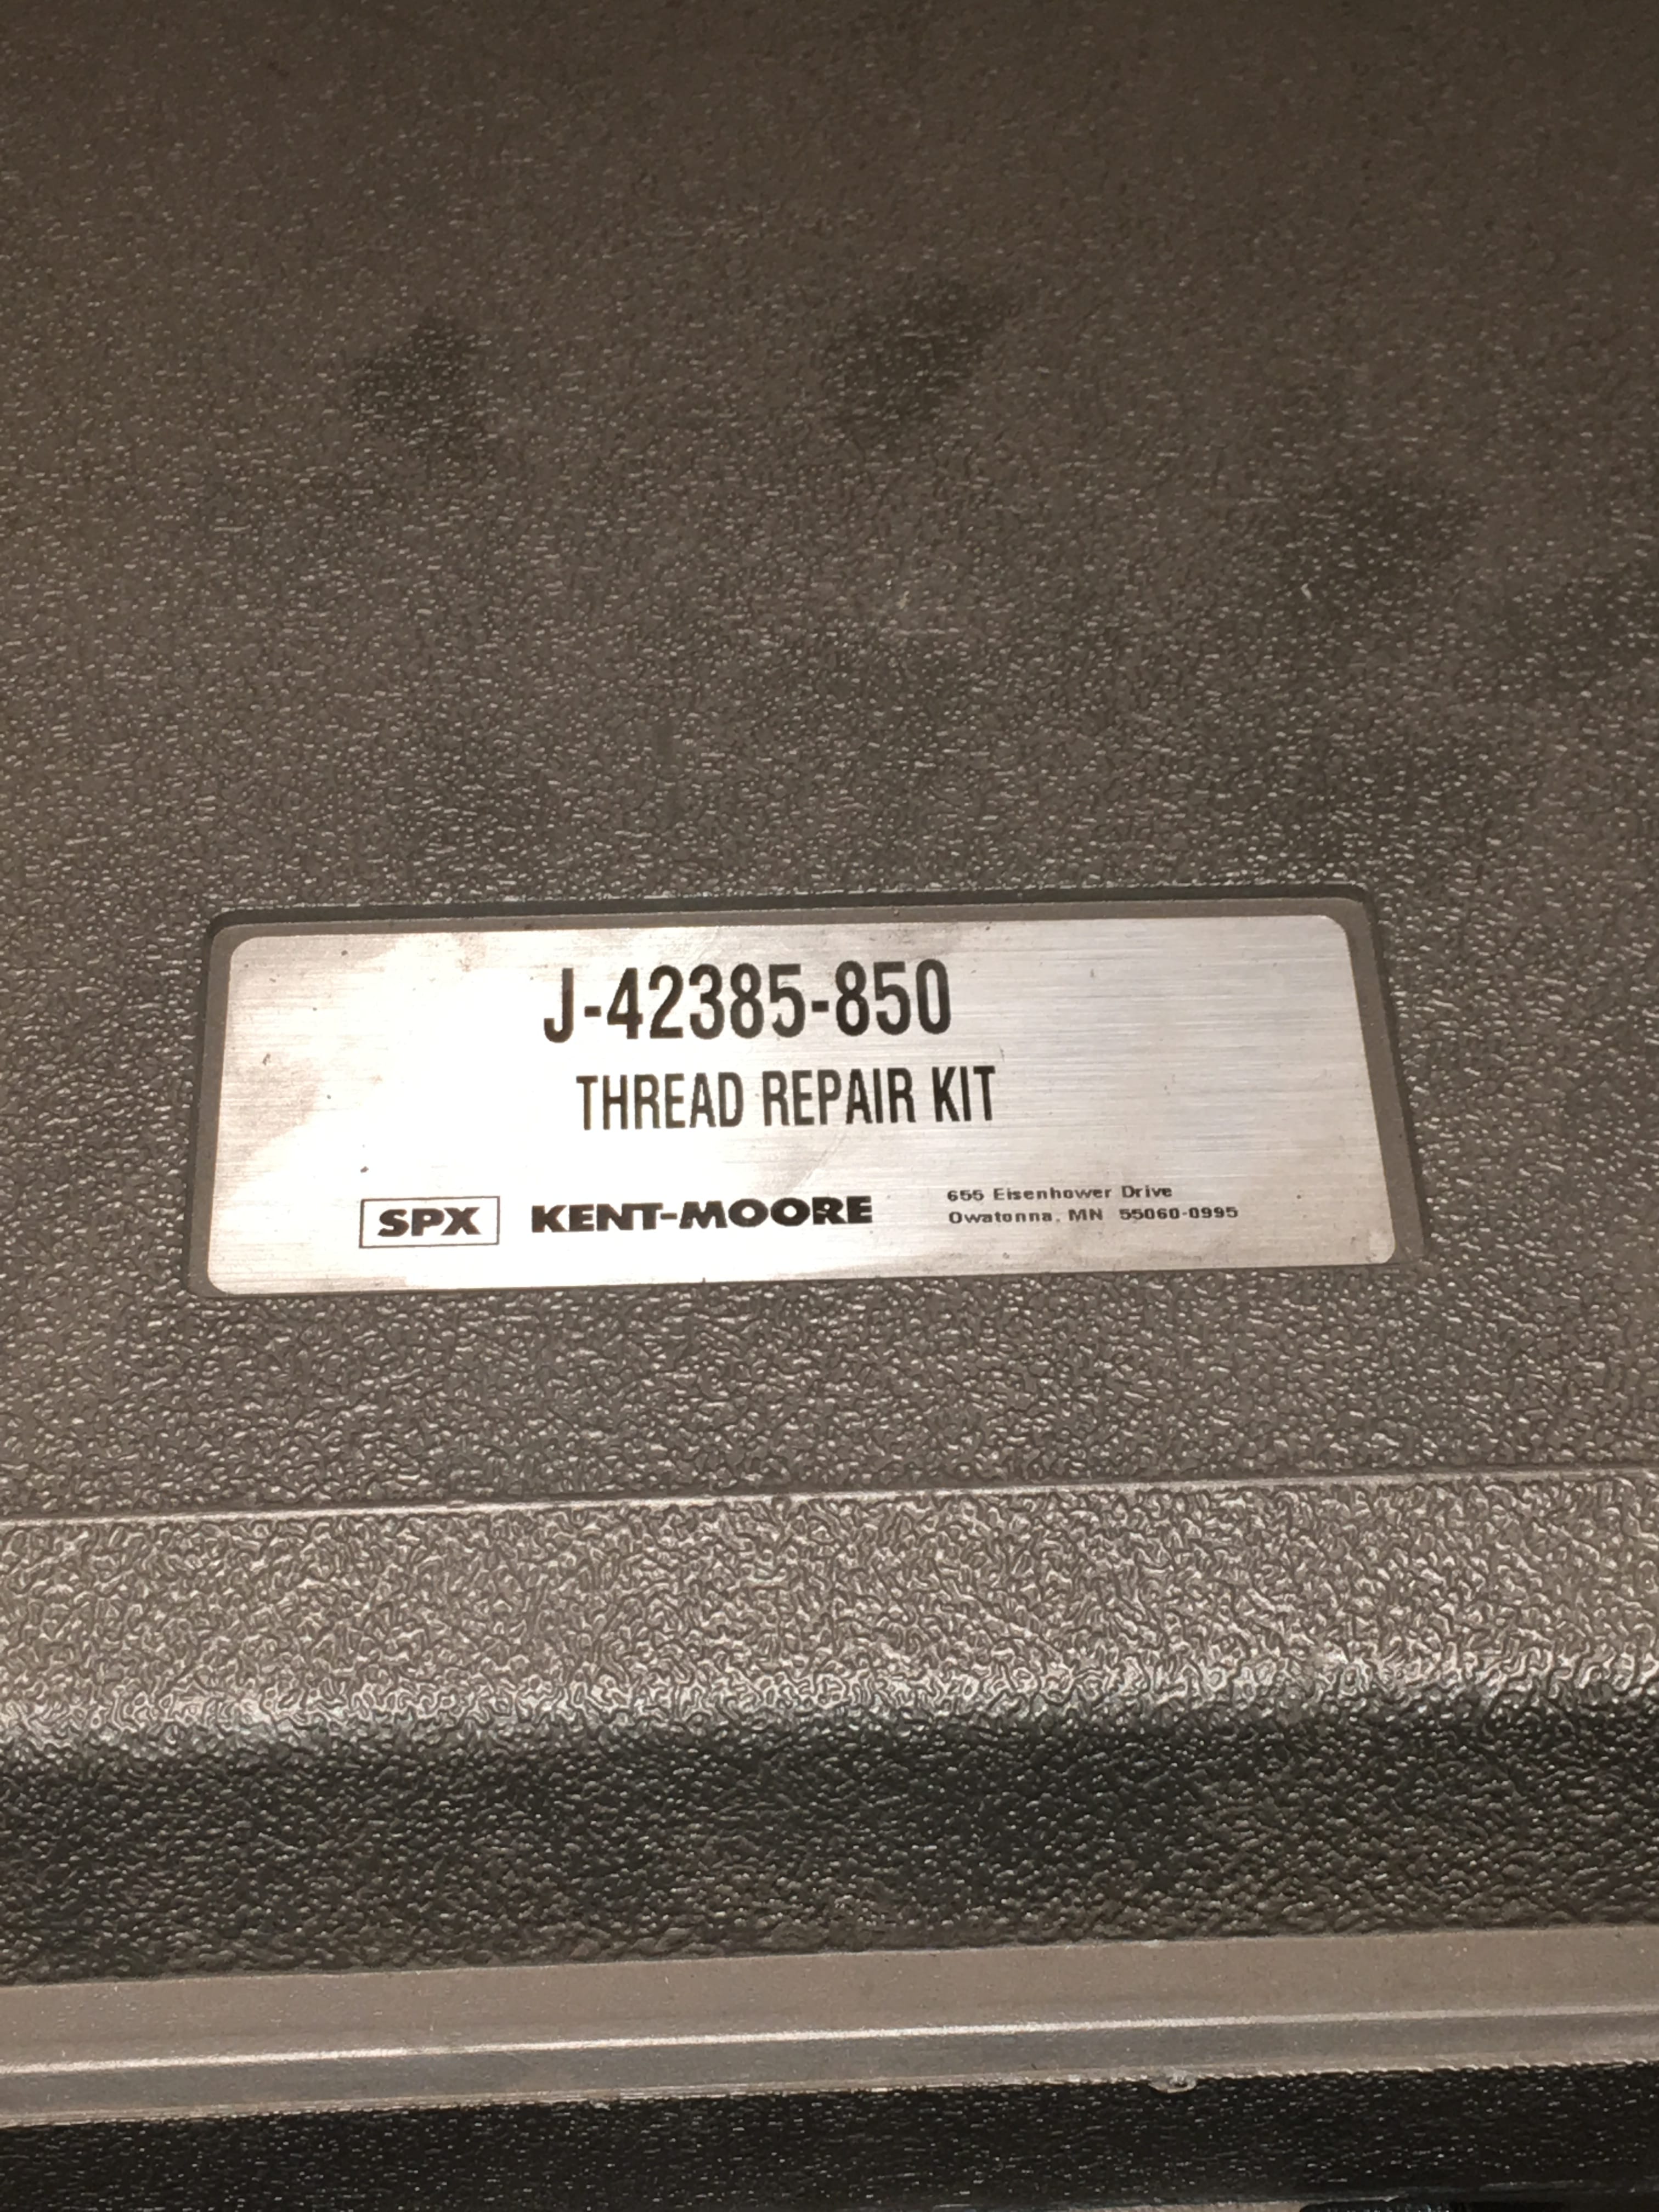 J-42385-850
THREAD REPAIR KIT
SPX KENT-MOORE
655 Eisenhower Drive
Owatonna, MN 55060-0995